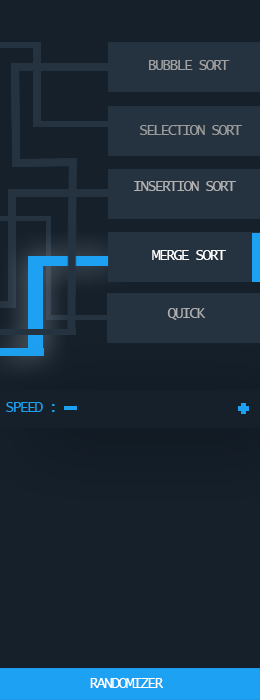 BUBBLE SORT
SELECTION SORT
INSERTION SORT
MERGE SORT
QUICK
SPEED : - +
RANDOMIZER